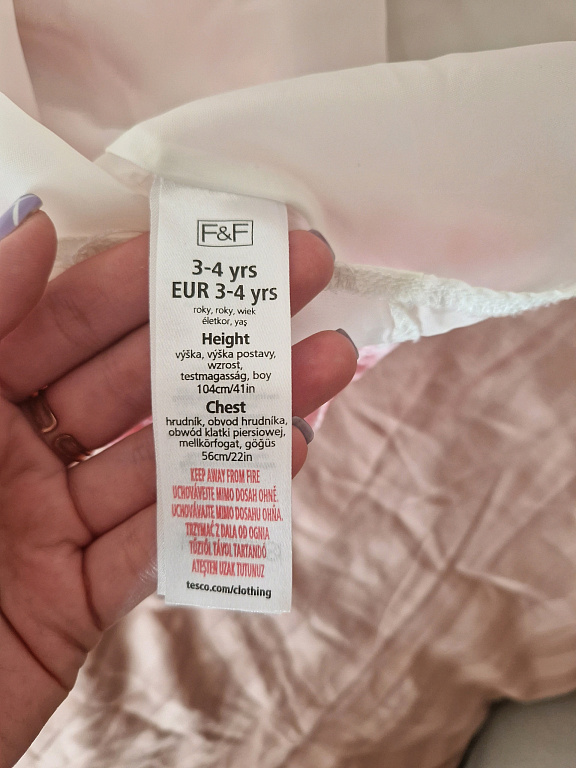 F&F
3-4 yrs
EUR 3-4 yrs
roky, roky, wiek
életkor, yaş
Height
výška, výška postavy,
wzrost,
testmagasság, boy
104cm/41in
Chest
hrudník, obvod hrudníka,
obwód klatki piersiowej,
mellkörfogat, göğüs
56cm/22in
KEEP AWAY FROM FIRE
UCHOVÁVEJTE MIMO DOSAH OHNĚ.
UCHOVÁVAJTE MIMO DOSAHU OHŇA.
TRZYMAĆ Z DALA OD OGNIA
TŰZTŐL TÁVOL TARTANDÓ
ATEŞTEN UZAK TUTUNUZ
tesco.com/clothing